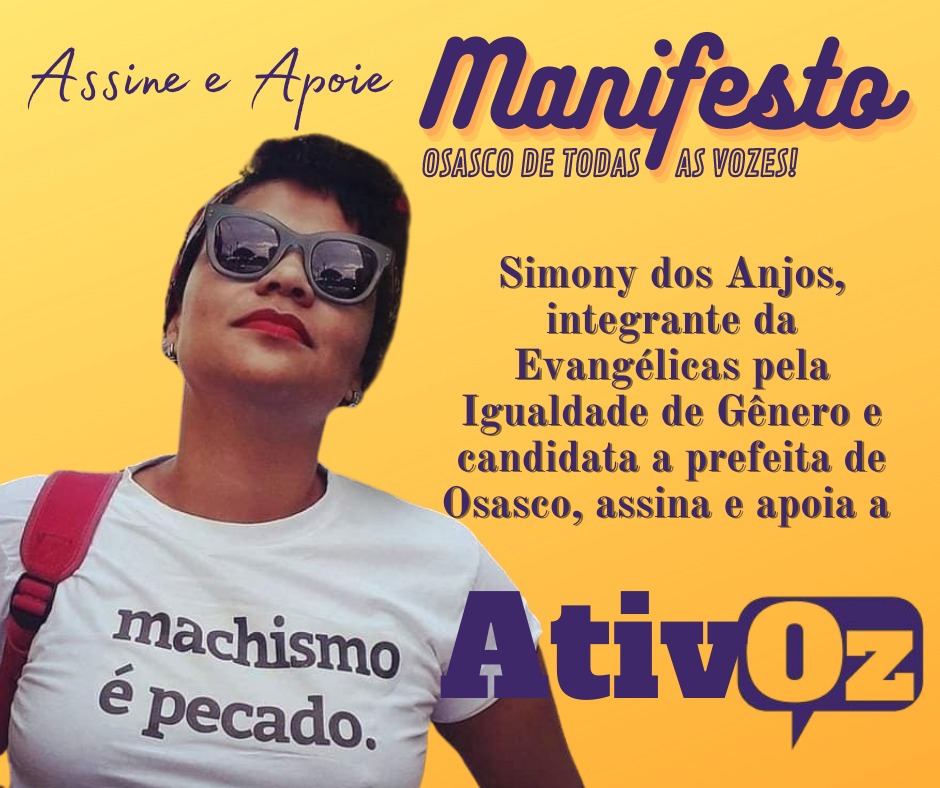 Assine e Apoie
Manifesto
OSASCO DE TODAS AS VOZES!
Simony dos Anjos,
integrante da
Evangélicas pela
Igualdade de Gênero e
candidata a prefeita de
Osasco, assina e apoia a
AtivOz
machismo
é pecado.